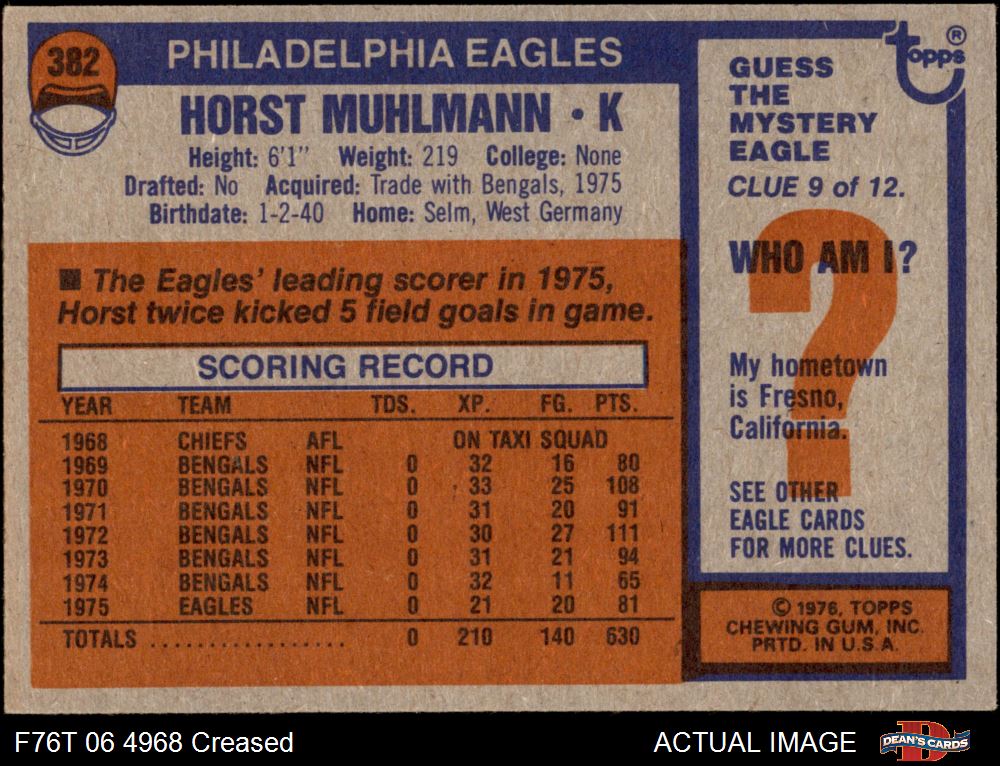 382
PHILADELPHIA EAGLES
HORST MUHLMANN • K
Height: 6'1" Weight: 219 College: None
Drafted: No Acquired: Trade with Bengals, 1975
Birthdate: 1-2-40 Home: Selm, West Germany
■ The Eagles' leading scorer in 1975,
Horst twice kicked 5 field goals in game.
SCORING RECORD
YEAR TEAM TDS. XP. FG. PTS.
1968 CHIEFS AFL ON TAXI SQUAD
1969 BENGALS NFL 0 32 16 80
1970 BENGALS NFL 0 33 25 108
1971 BENGALS NFL 0 31 20 91
1972 BENGALS NFL 0 30 27 111
1973 BENGALS NFL 0 31 21 94
1974 BENGALS NFL 0 32 11 65
1975 EAGLES NFL 0 21 20 81
TOTALS .................. 0 210 140 630
topps ®
GUESS
THE
MYSTERY
EAGLE
CLUE 9 of 12.
WHO AM I?
?
My hometown
is Fresno,
California.
SEE OTHER
EAGLE CARDS
FOR MORE CLUES.
© 1976, TOPPS
CHEWING GUM, INC.
PRTD. IN U.S.A.
F76T 06 4968 Creased
ACTUAL IMAGE
D
DEAN'S CARDS